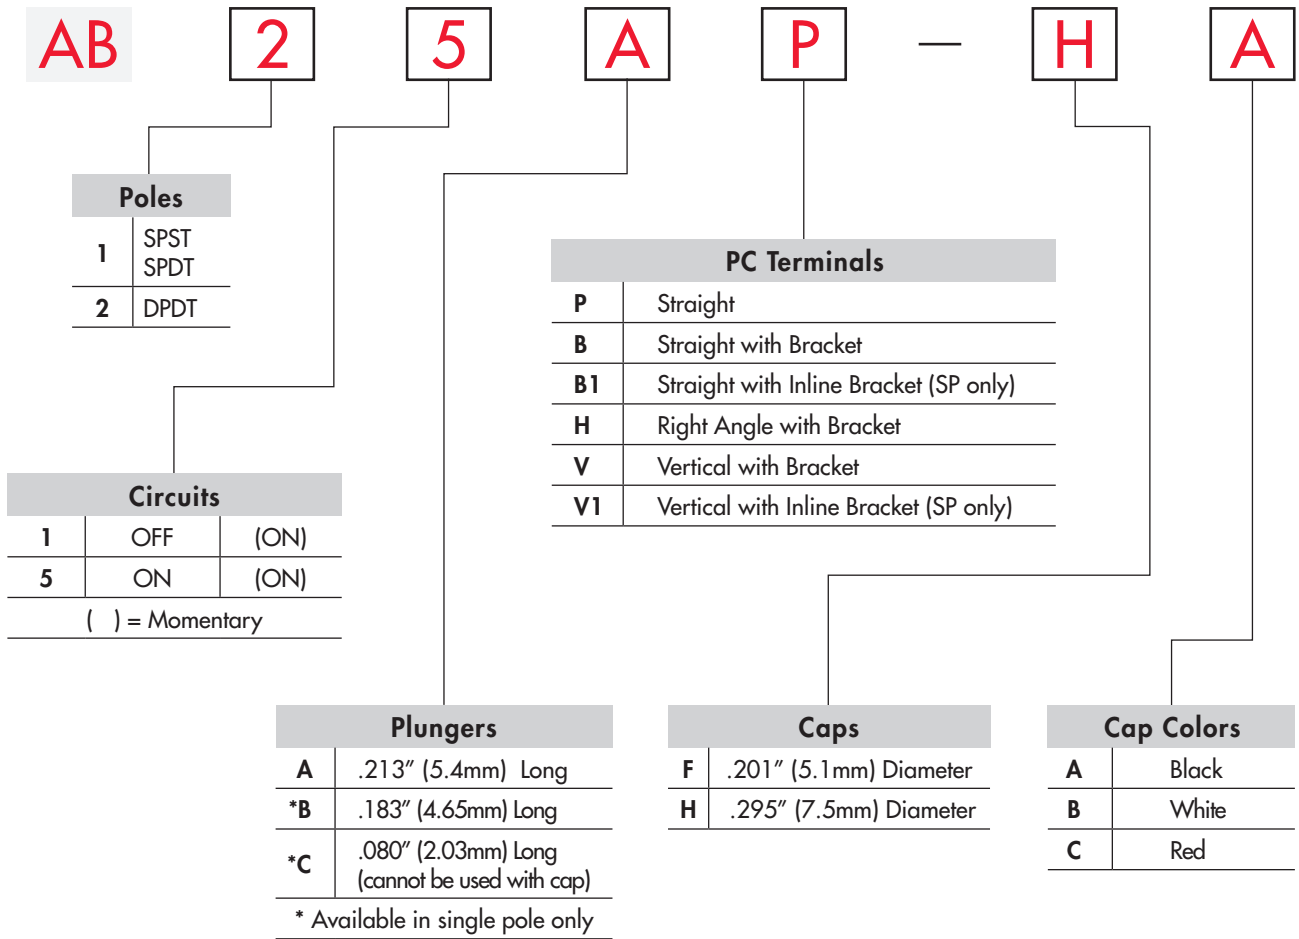 AB 2 5 A P — H A
Poles
1 SPST
SPDT
2 DPDT
PC Terminals
P Straight
B Straight with Bracket
B1 Straight with Inline Bracket (SP only)
H Right Angle with Bracket
V Vertical with Bracket
V1 Vertical with Inline Bracket (SP only)
Circuits
1 OFF (ON)
5 ON (ON)
( ) = Momentary
Plungers
A .213″ (5.4mm) Long
*B .183″ (4.65mm) Long
*C .080″ (2.03mm) Long
(cannot be used with cap)
* Available in single pole only
Caps
F .201″ (5.1mm) Diameter
H .295″ (7.5mm) Diameter
Cap Colors
A Black
B White
C Red